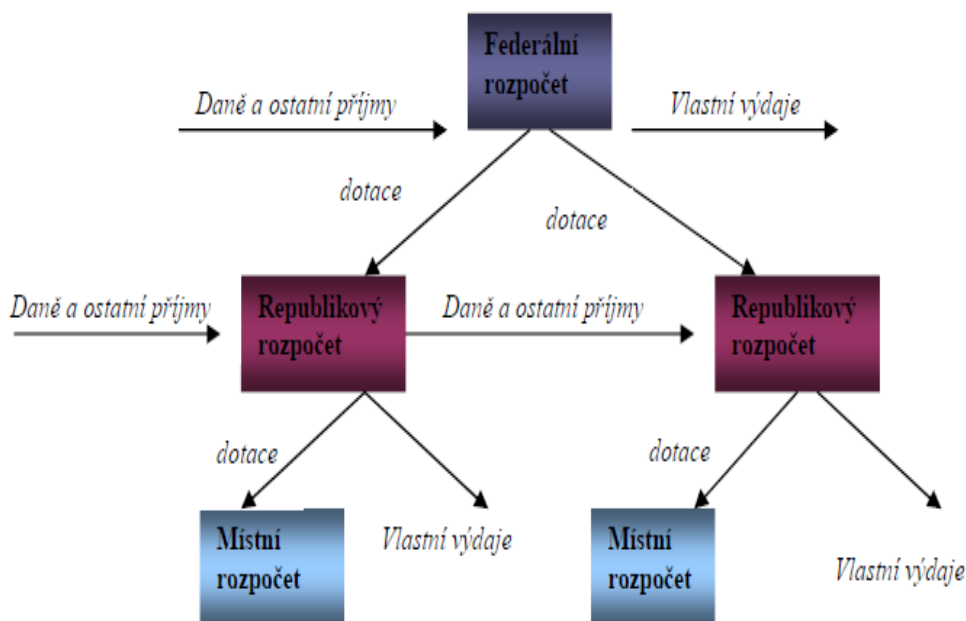 Federální
rozpočet
Daně a ostatní příjmy
Vlastní výdaje
dotace
dotace
Daně a ostatní příjmy
Republikový
rozpočet
Daně a ostatní příjmy
Republikový
rozpočet
dotace
dotace
Místní
rozpočet
Vlastní výdaje
Místní
rozpočet
Vlastní výdaje